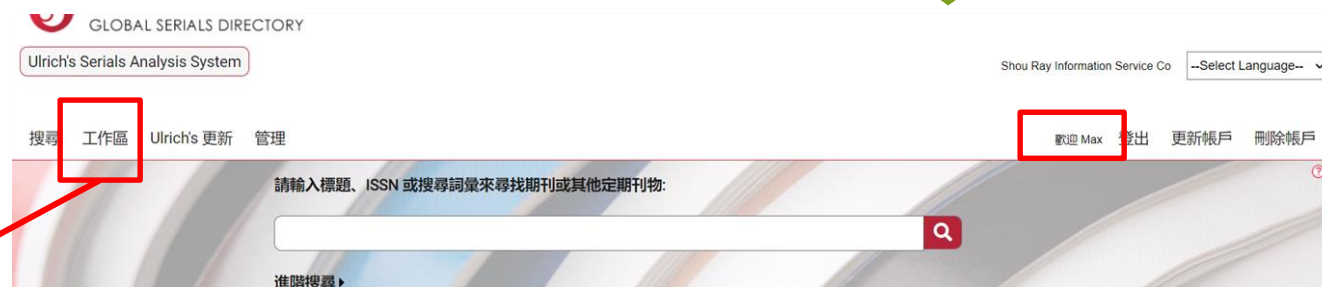 GLOBAL SERIALS DIRECTORY
Ulrich's Serials Analysis System
Shou Ray Information Service Co
--Select Language--
搜尋 工作區 Ulrich's 更新 管理
歡迎 Max 登出 更新帳戶 刪除帳戶
請輸入標題、ISSN 或搜尋詞彙來尋找期刊或其他定期刊物:
進階搜尋